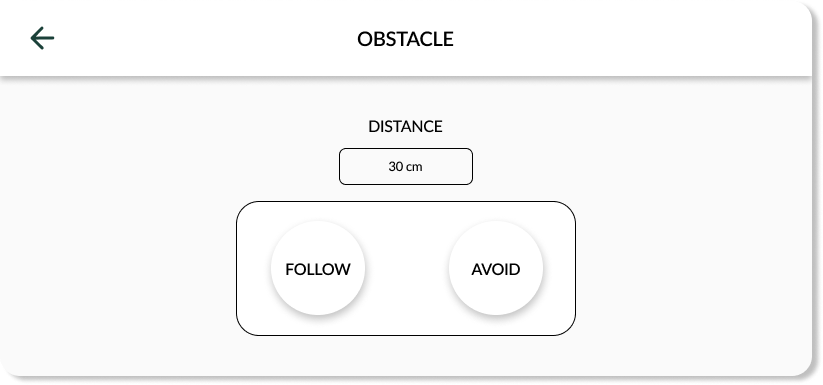 OBSTACLE
DISTANCE
30 cm
FOLLOW
AVOID